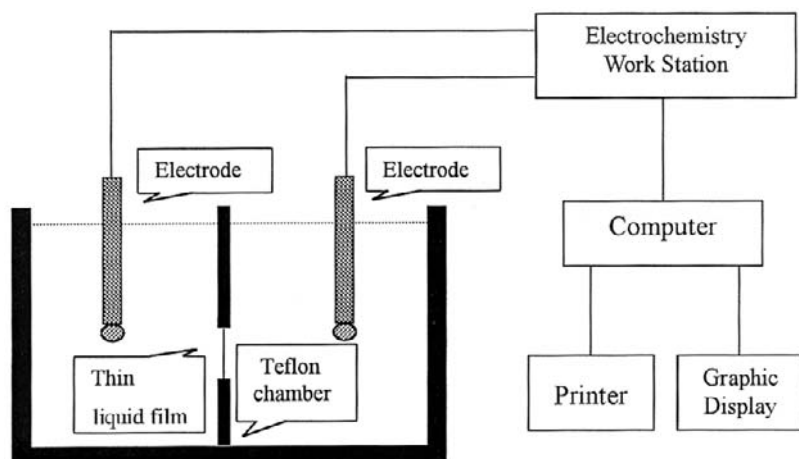 Electrochemistry
Work Station
Electrode
Electrode
Computer
Thin
liquid film
Teflon
chamber
Printer
Graphic
Display